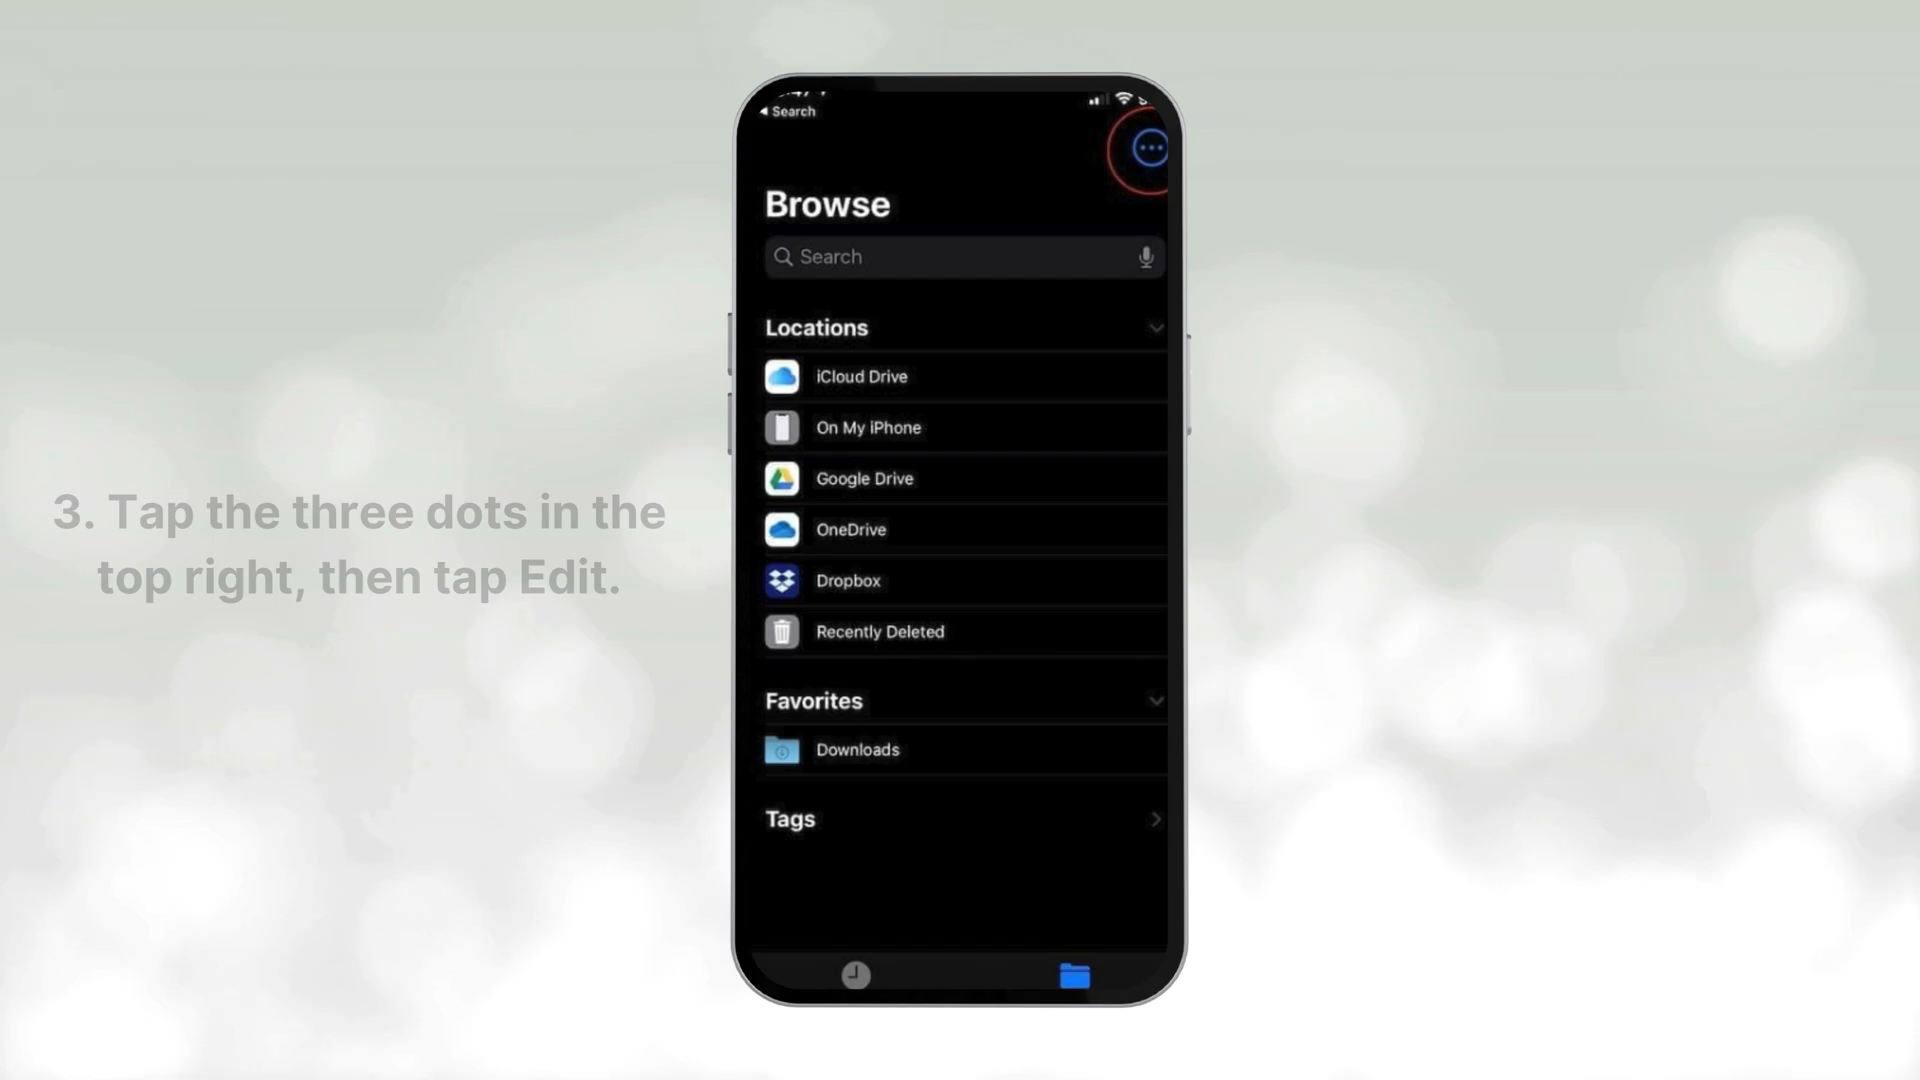 3. Tap the three dots in the
top right, then tap Edit.
Search
Browse
Search
Locations
iCloud Drive
On My iPhone
Google Drive
OneDrive
Dropbox
Recently Deleted
Favorites
Downloads
Tags